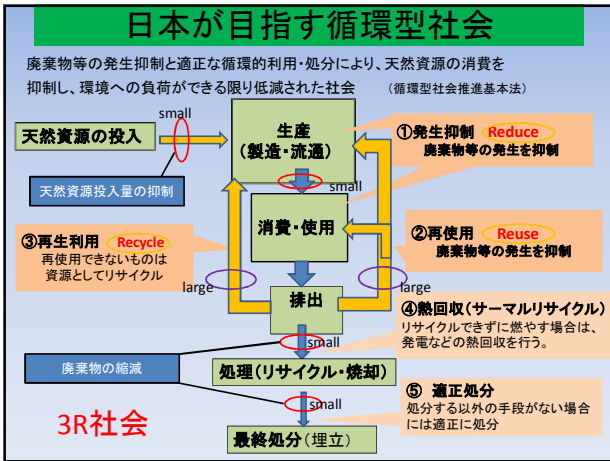 日本が目指す循環型社会
廃棄物等の発生抑制と適正な循環的利用・処分により、天然資源の消費を
抑制し、環境への負荷ができる限り低減された社会 (循環型社会推進基本法)
small
天然資源の投入
生産
(製造・流通)
①発生抑制 Reduce
廃棄物等の発生を抑制
天然資源投入量の抑制
small
消費・使用
③再生利用 Recycle
再使用できないものは
資源としてリサイクル
②再使用 Reuse
廃棄物等の発生を抑制
large
large
排出
④熱回収(サーマルリサイクル)
リサイクルできずに燃やす場合は、
発電などの熱回収を行う。
small
廃棄物の縮減
処理(リサイクル・焼却)
⑤ 適正処分
処分する以外の手段がない場合
には適正に処分
small
3R社会
最終処分(埋立)